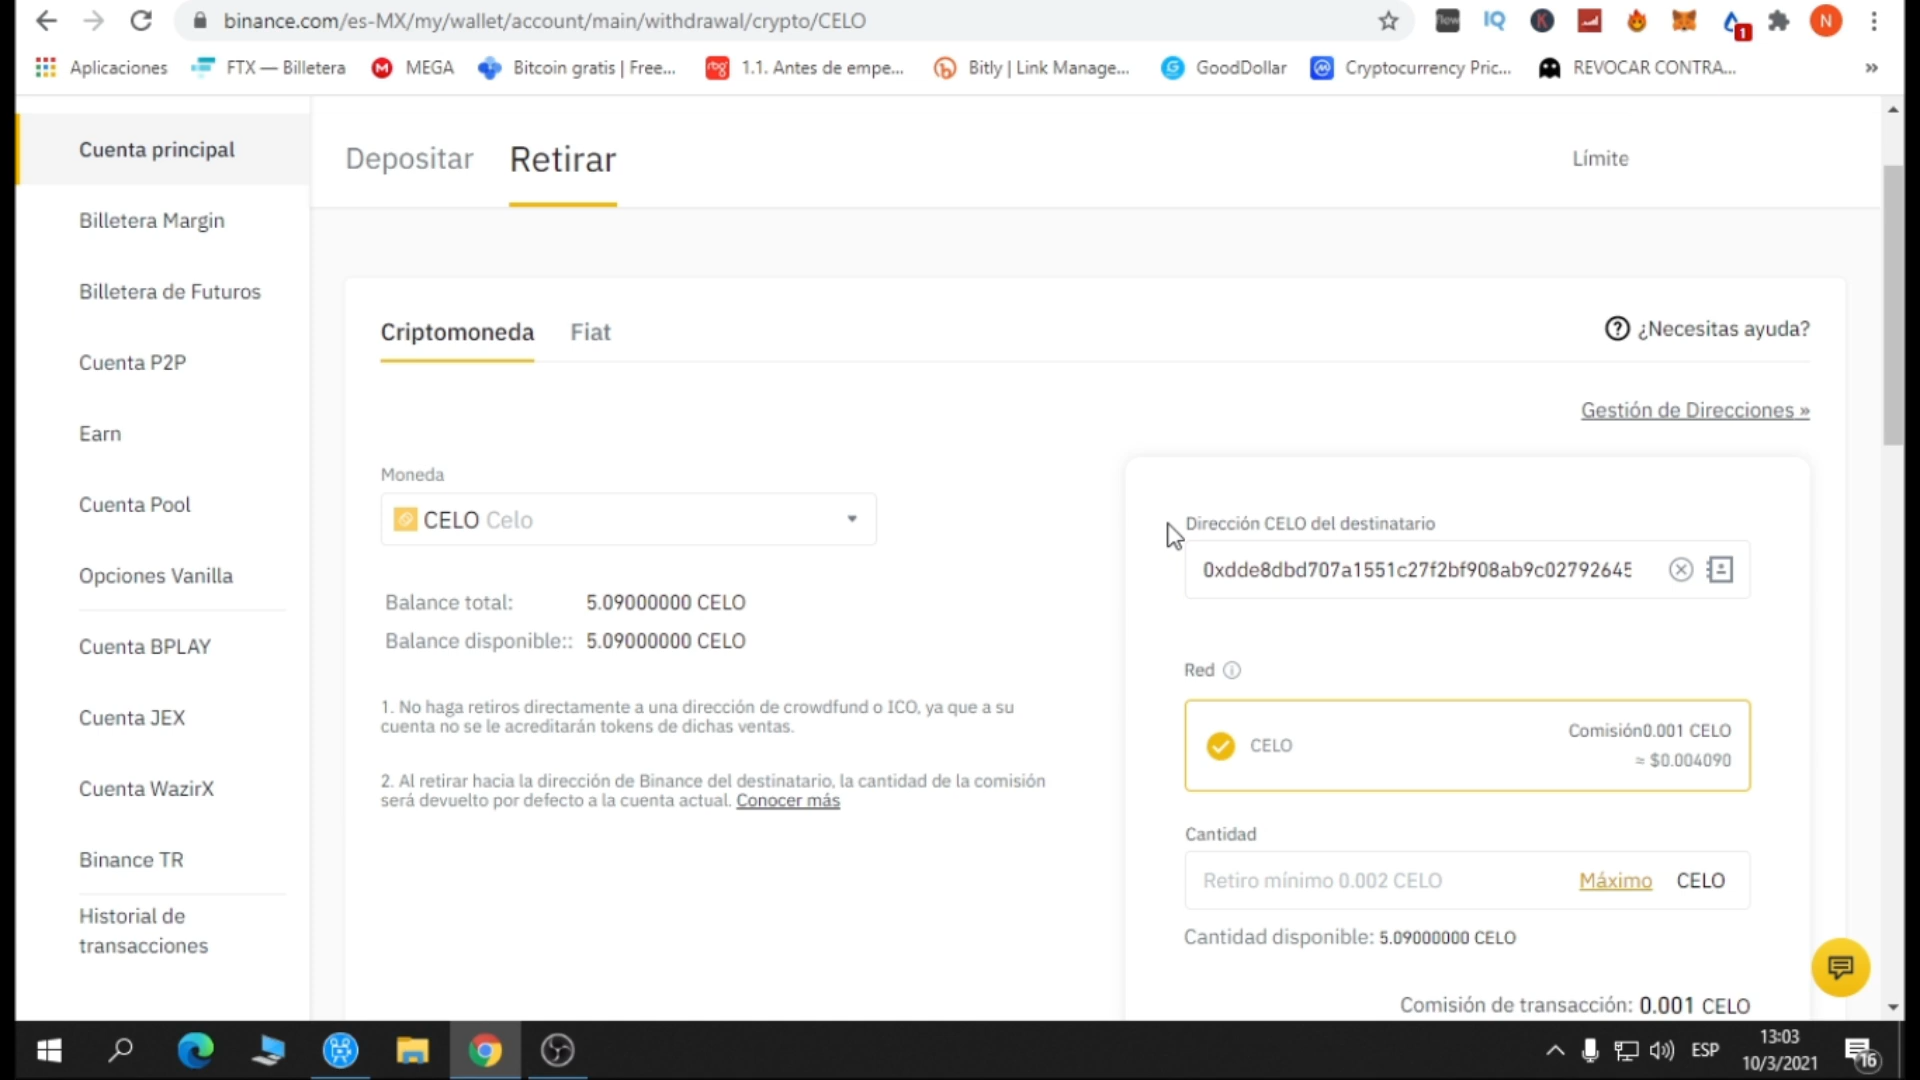 binance.com/es-MX/my/wallet/account/main/withdrawal/crypto/CELO
flow
IQ
K
1
N
Aplicaciones
FTX — Billetera
MEGA
Bitcoin gratis | Free...
1.1. Antes de empe...
Bitly | Link Manage...
GoodDollar
Cryptocurrency Pric...
REVOCAR CONTRA...
»
Cuenta principal
Billetera Margin
Billetera de Futuros
Cuenta P2P
Earn
Cuenta Pool
Opciones Vanilla
Cuenta BPLAY
Cuenta JEX
Cuenta WazirX
Binance TR
Historial de
transacciones
Depositar
Retirar
Límite
Criptomoneda
Fiat
¿Necesitas ayuda?
Gestión de Direcciones »
Moneda
CELO Celo
Balance total: 5.09000000 CELO
Balance disponible:: 5.09000000 CELO
1. No haga retiros directamente a una dirección de crowdfund o ICO, ya que a su
cuenta no se le acreditarán tokens de dichas ventas.
2. Al retirar hacia la dirección de Binance del destinatario, la cantidad de la comisión
será devuelto por defecto a la cuenta actual. Conocer más
Dirección CELO del destinatario
0xdde8dbd707a1551c27f2bf908ab9c02792645
Red
CELO
Comisión0.001 CELO
≈ $0.004090
Cantidad
Retiro mínimo 0.002 CELO
Máximo
CELO
Cantidad disponible: 5.09000000 CELO
Comisión de transacción: 0.001 CELO
ESP
13:03
10/3/2021
16